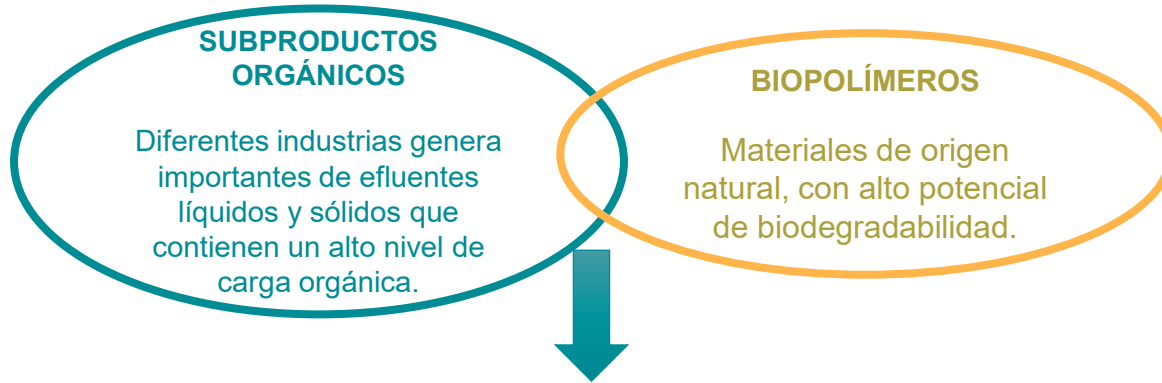 SUBPRODUCTOS
ORGÁNICOS
Diferentes industrias genera
importantes de efluentes
líquidos y sólidos que
contienen un alto nivel de
carga orgánica.
BIOPOLÍMEROS
Materiales de origen
natural, con alto potencial
de biodegradabilidad.